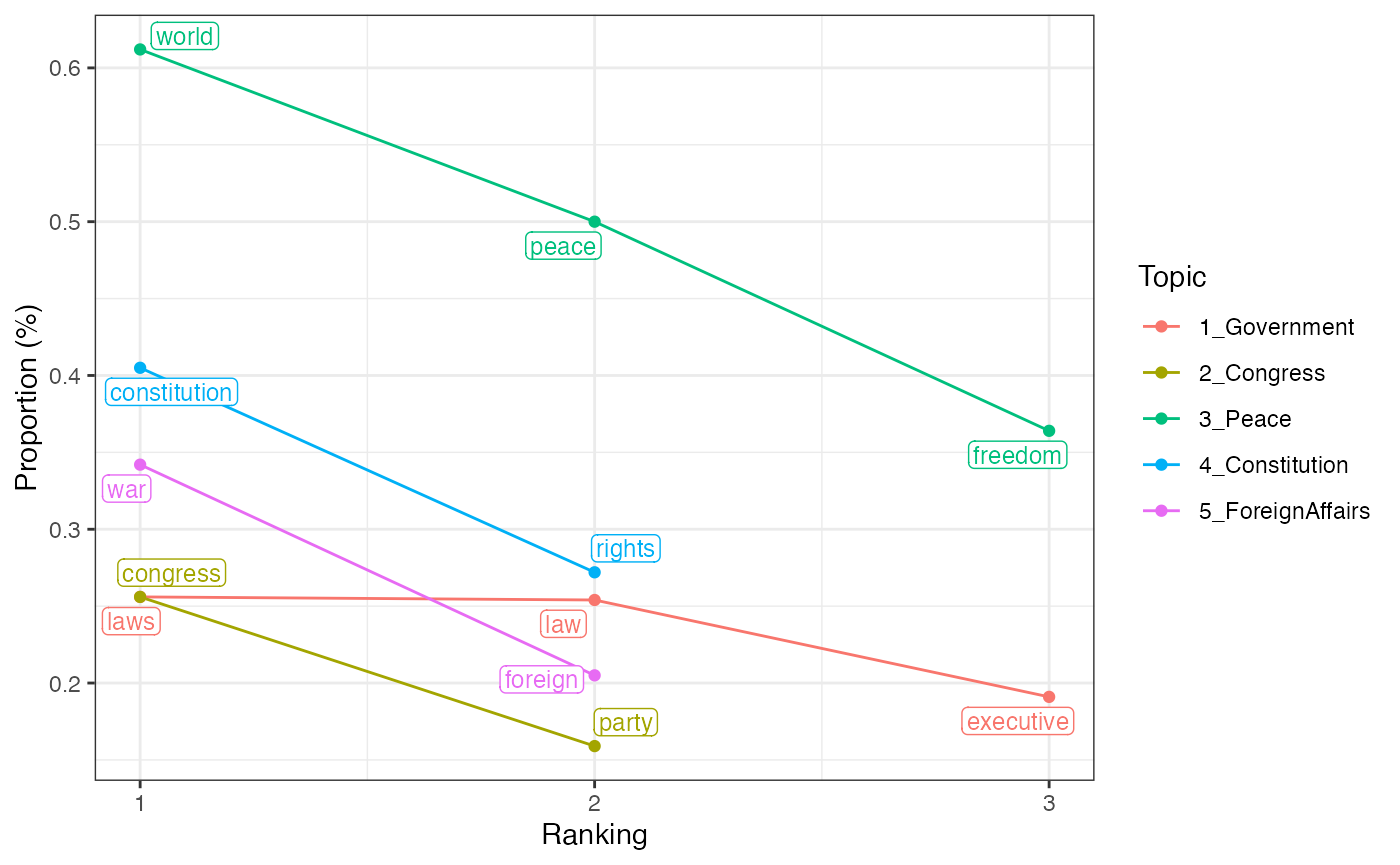 world
0.6
0.5
peace
Topic
1_Government
2_Congress
3_Peace
4_Constitution
5_ForeignAffairs
Proportion (%)
0.4
constitution
freedom
war
0.3
rights
congress
laws
law
foreign
0.2
party
executive
1
2
3
Ranking